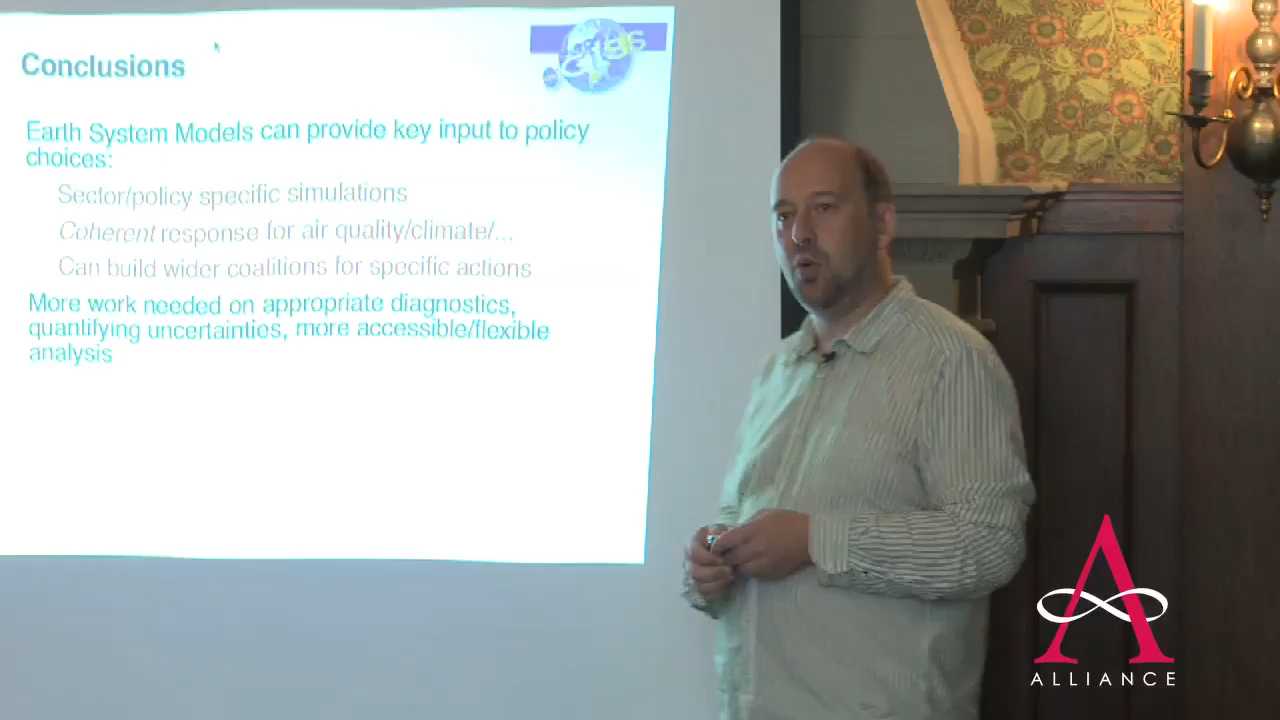 Conclusions
Earth System Models can provide key input to policy
choices:
Sector/policy specific simulations
Coherent response for air quality/climate/...
Can build wider coalitions for specific actions
More work needed on appropriate diagnostics,
quantifying uncertainties, more accessible/flexible
analysis
A
ALLIANCE